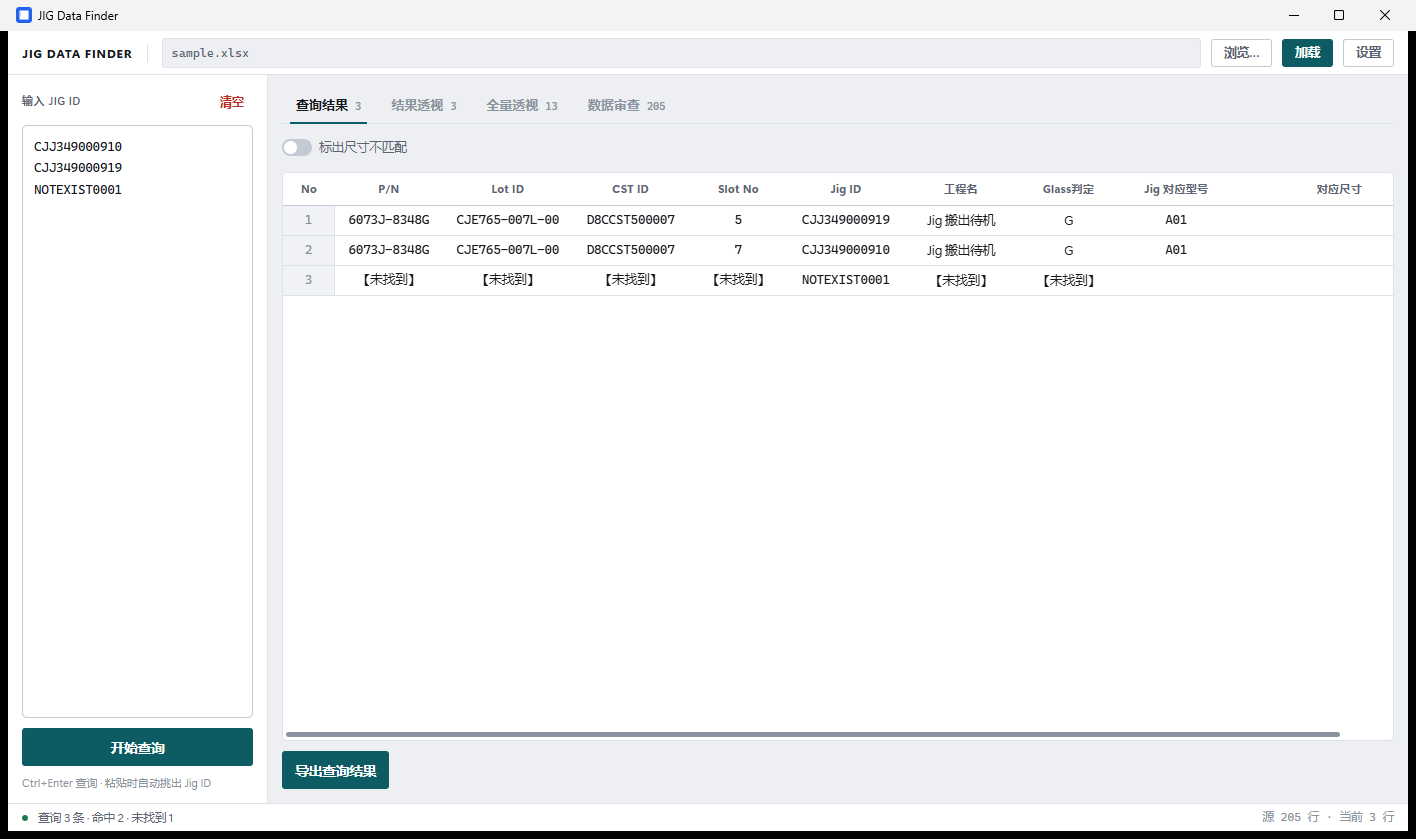 JIG Data Finder
JIG DATA FINDER
sample.xlsx
浏览...
加载
设置
输入 JIG ID
清空
CJJ349000910
CJJ349000919
NOTEXIST0001
开始查询
Ctrl+Enter 查询 · 粘贴时自动挑出 Jig ID
查询结果 3
结果透视 3
全量透视 13
数据审查 205
标出尺寸不匹配
No P/N Lot ID CST ID Slot No Jig ID 工程名 Glass判定 Jig 对应型号 对应尺寸
1 6073J-8348G CJE765-007L-00 D8CCST500007 5 CJJ349000919 Jig 搬出待机 G A01
2 6073J-8348G CJE765-007L-00 D8CCST500007 7 CJJ349000910 Jig 搬出待机 G A01
3 【未找到】 【未找到】 【未找到】 【未找到】 NOTEXIST0001 【未找到】 【未找到】
导出查询结果
查询 3 条 · 命中 2 · 未找到 1
源 205 行 · 当前 3 行